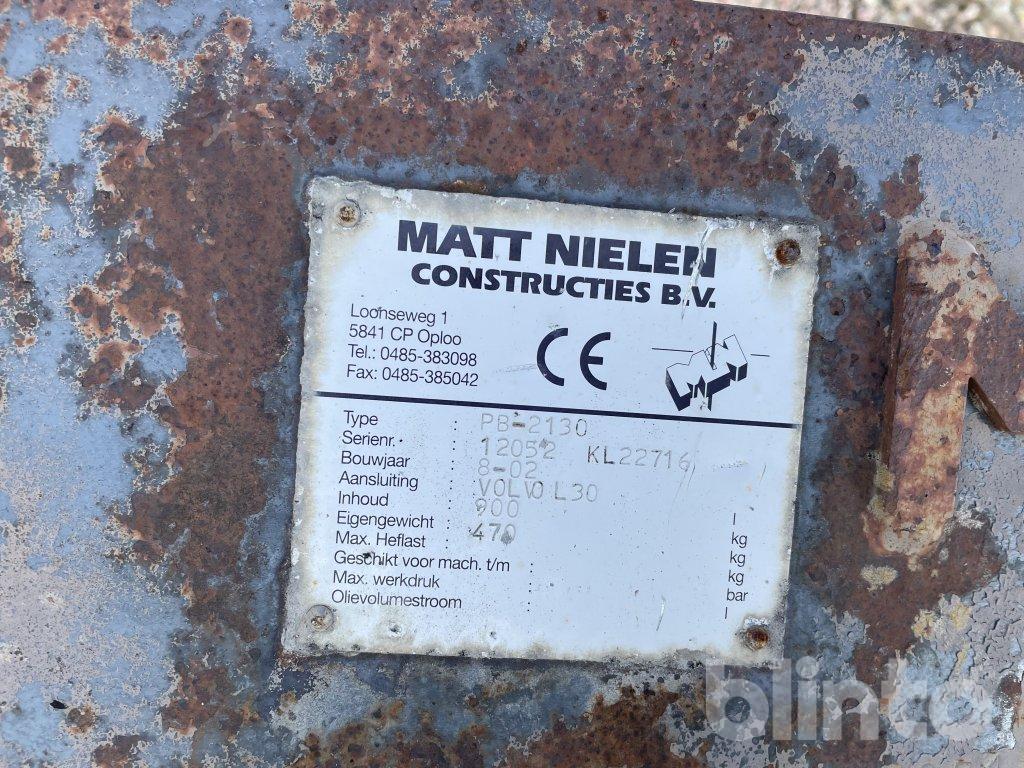 MATT NIELEN
CONSTRUCTIES B.V.
Loonseweg 1
5841 CP Oploo
Tel.: 0485-383098
Fax: 0485-385042
CE
Type : PB-2130
Serienr. : 12052 KL22716
Bouwjaar : 8-02
Aansluiting : VOLVO L30
Inhoud : 900 l
Eigengewicht : 470 kg
Max. Heflast : kg
Geschikt voor mach. t/m : kg
Max. werkdruk : bar
Olievolumestroom : l
blinto